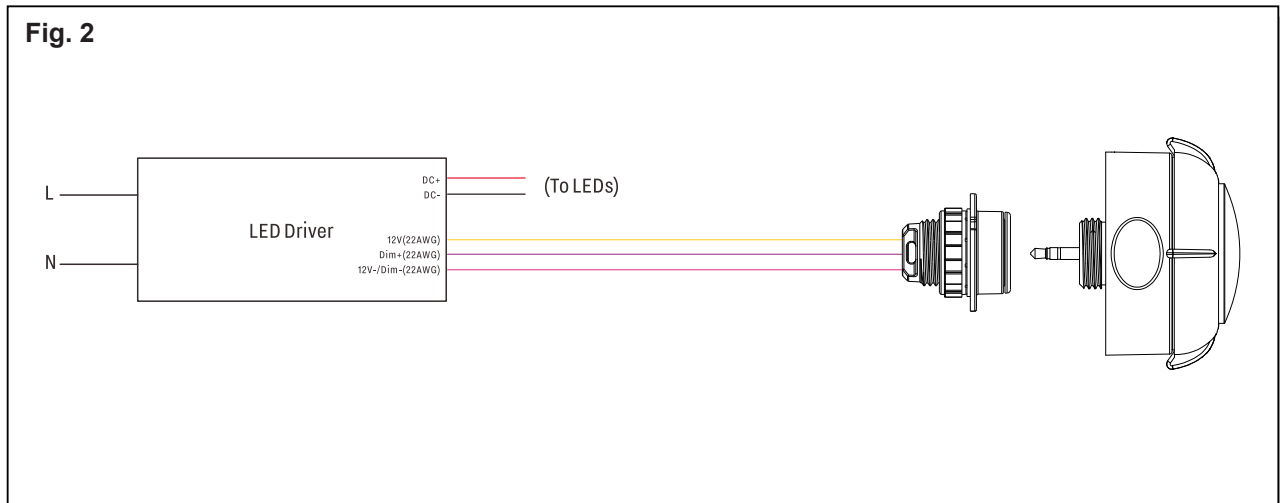 Fig. 2
L
N
LED Driver
DC+
DC-
(To LEDs)
12V(22AWG)
Dim+(22AWG)
12V-/Dim-(22AWG)